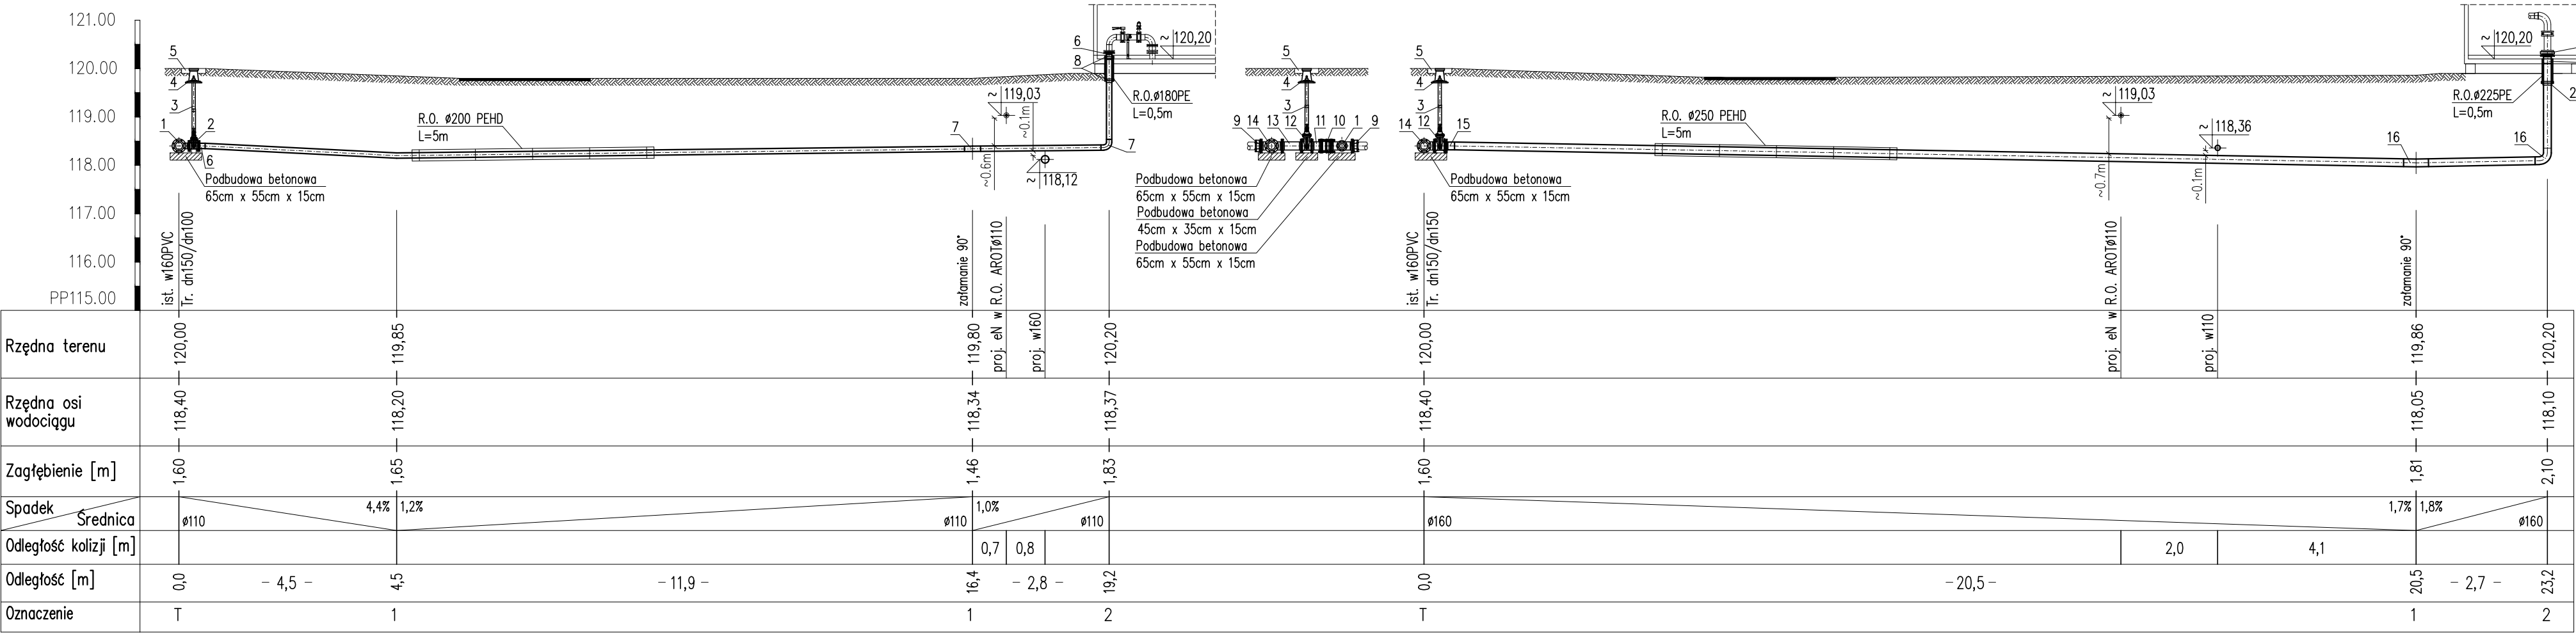 121.00
120.00
119.00
118.00
117.00
116.00
PP115.00
5
4
3
1
2
6
Podbudowa betonowa
65cm x 55cm x 15cm
R.O. ø200 PEHD
L=5m
7
~ 119,03
~0.1m
~0.6m
~ 118,12
6
8
~ 120,20
R.O.ø180PE
L=0,5m
7
ist. w160PVC
Tr. dn150/dn100
załamanie 90°
proj. eN w R.O. AROTø110
proj. w160
5
4
3
9 14 13 12 11 10 1 9
Podbudowa betonowa
65cm x 55cm x 15cm
Podbudowa betonowa
45cm x 35cm x 15cm
Podbudowa betonowa
65cm x 55cm x 15cm
5
4
3
14 12 15
Podbudowa betonowa
65cm x 55cm x 15cm
R.O. ø250 PEHD
L=5m
~ 119,03
~0.7m
~ 118,36
~0.1m
16
16
~ 120,20
R.O.ø225PE
L=0,5m
2
ist. w160PVC
Tr. dn150/dn150
proj. eN w R.O. AROTø110
proj. w110
załamanie 90°
Rzędna terenu 120,00 119,85 119,80 120,20 120,00 119,86 120,20
Rzędna osi
wodociągu 118,40 118,20 118,34 118,37 118,40 118,05 118,10
Zagłębienie [m] 1,60 1,65 1,46 1,83 1,60 1,81 2,10
Spadek 4,4% 1,2% 1,0% 1,7% 1,8%
Średnica ø110 ø110 ø110 ø160 ø160
Odległość kolizji [m] 0,7 0,8 2,0 4,1
Odległość [m] 0,0 - 4,5 - 4,5 - 11,9 - 16,4 - 2,8 - 19,2 0,0 - 20,5 - 20,5 - 2,7 - 23,2
Oznaczenie T 1 1 2 T 1 2